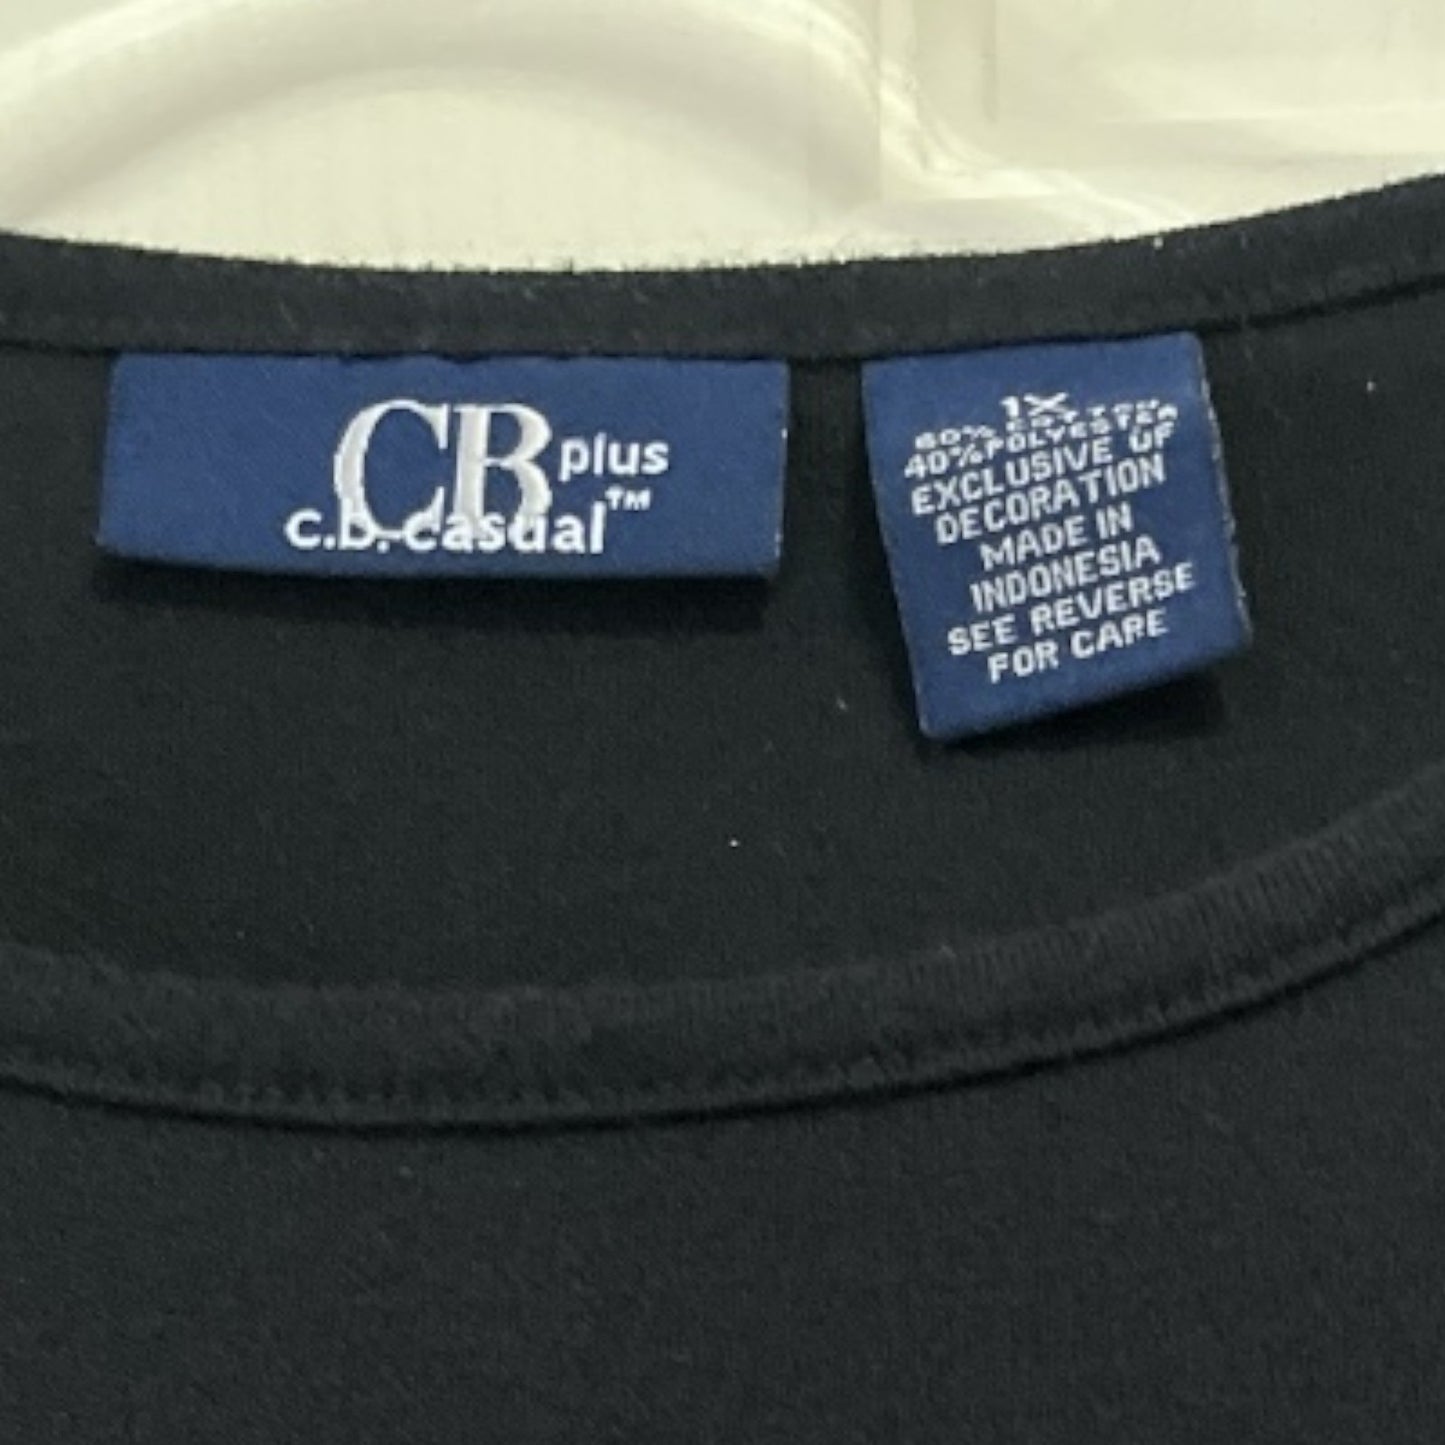 CB plus
c.b. casual™
1X
60% COTTON
40% POLYESTER
EXCLUSIVE OF
DECORATION
MADE IN
INDONESIA
SEE REVERSE
FOR CARE